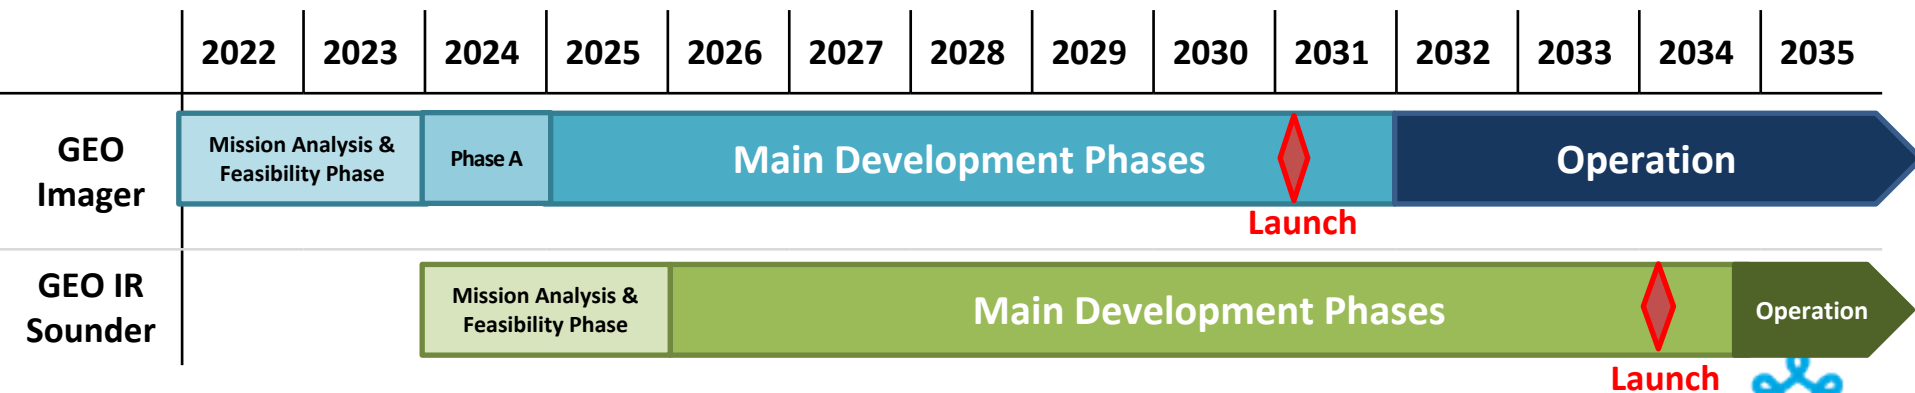 2022 2023 2024 2025 2026 2027 2028 2029 2030 2031 2032 2033 2034 2035
GEO
Imager
Mission Analysis &
Feasibility Phase
Phase A
Main Development Phases
Operation
Launch
GEO IR
Sounder
Mission Analysis &
Feasibility Phase
Main Development Phases
Operation
Launch